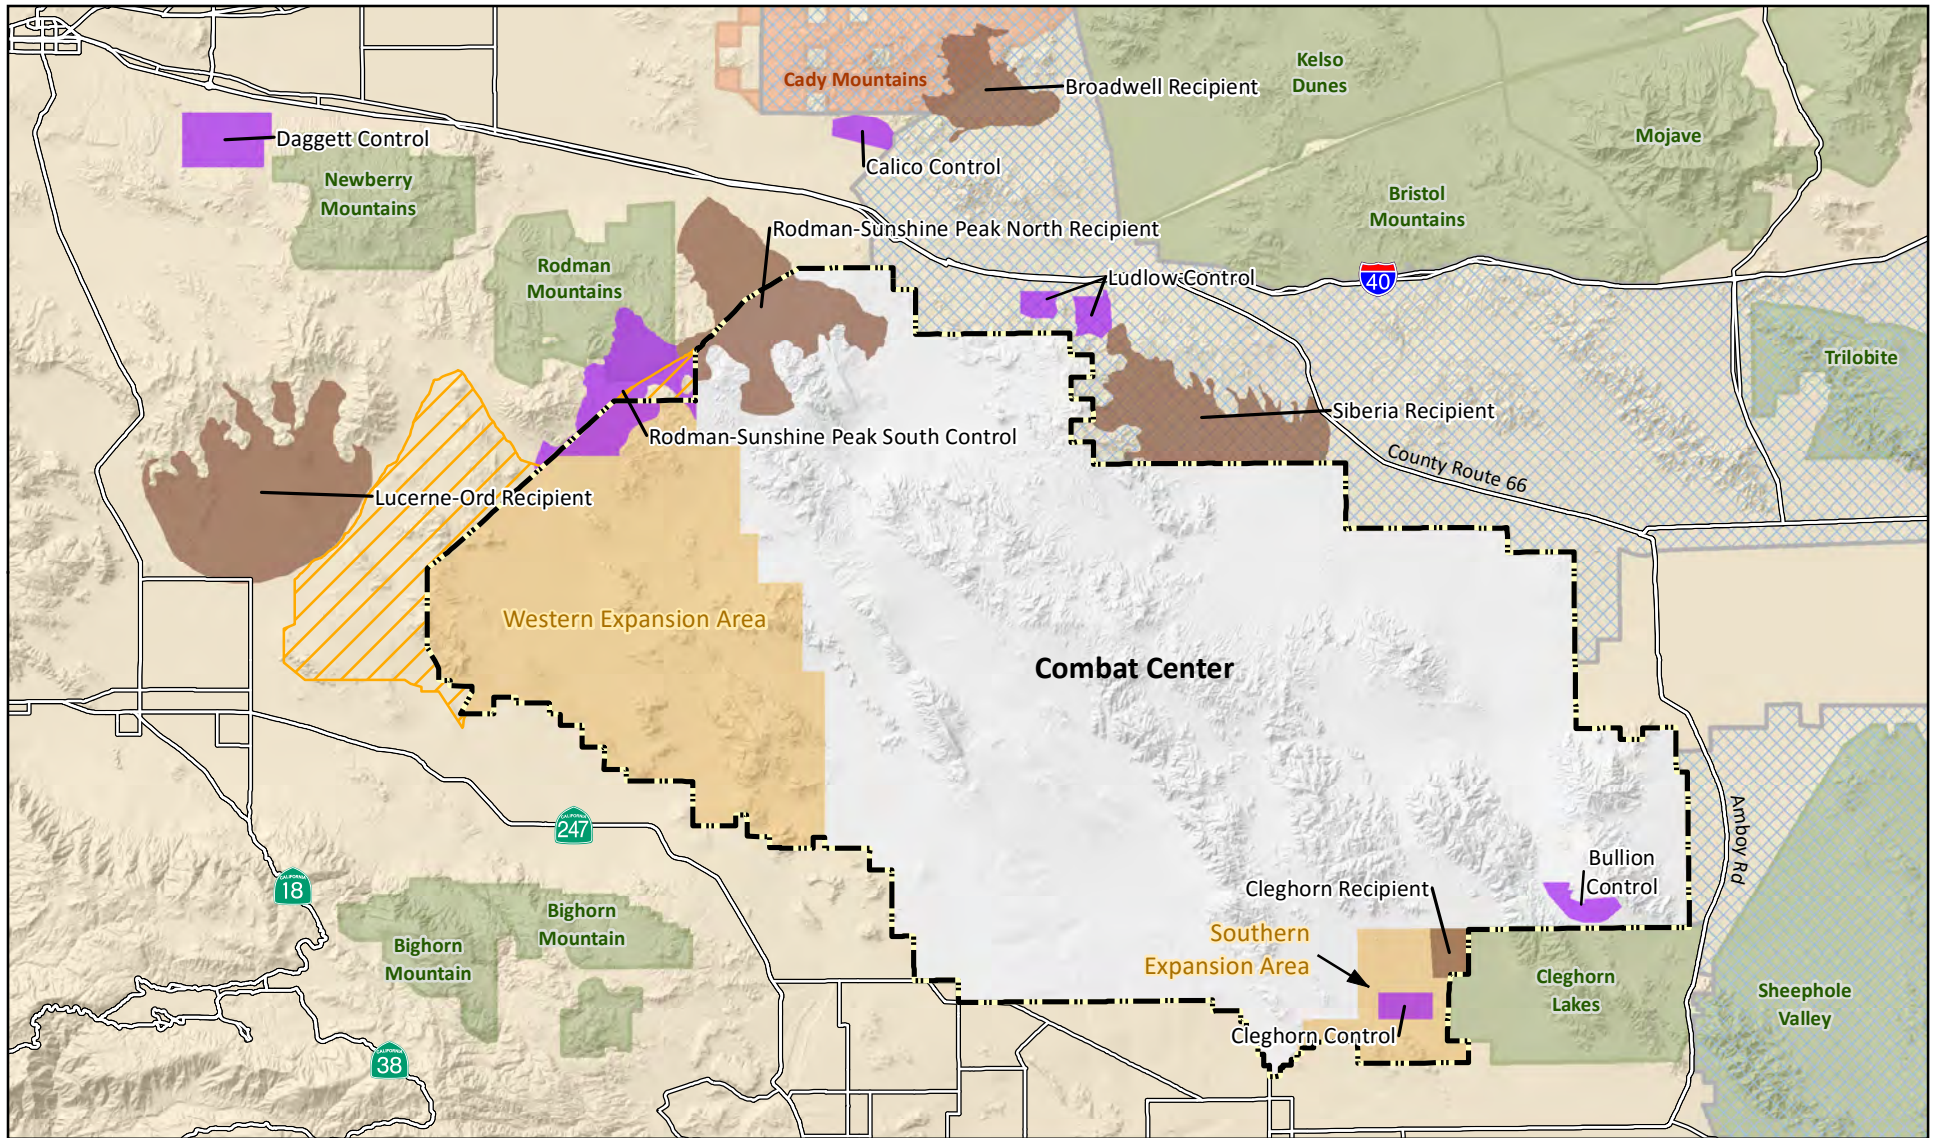 Kelso
Dunes
Cady Mountains
Broadwell Recipient
Mojave
Daggett Control
Calico Control
Newberry
Mountains
Bristol
Mountains
Rodman-Sunshine Peak North Recipient
Rodman
Mountains
Ludlow Control
40
Trilobite
Siberia Recipient
Rodman-Sunshine Peak South Control
County Route 66
Lucerne-Ord Recipient
Western Expansion Area
Combat Center
CALIFORNIA
247
Amboy Rd
Bullion
Control
CALIFORNIA
18
Cleghorn Recipient
Bighorn
Mountain
Bighorn
Mountain
Southern
Expansion Area
Cleghorn
Lakes
Sheephole
Valley
Cleghorn Control
CALIFORNIA
38